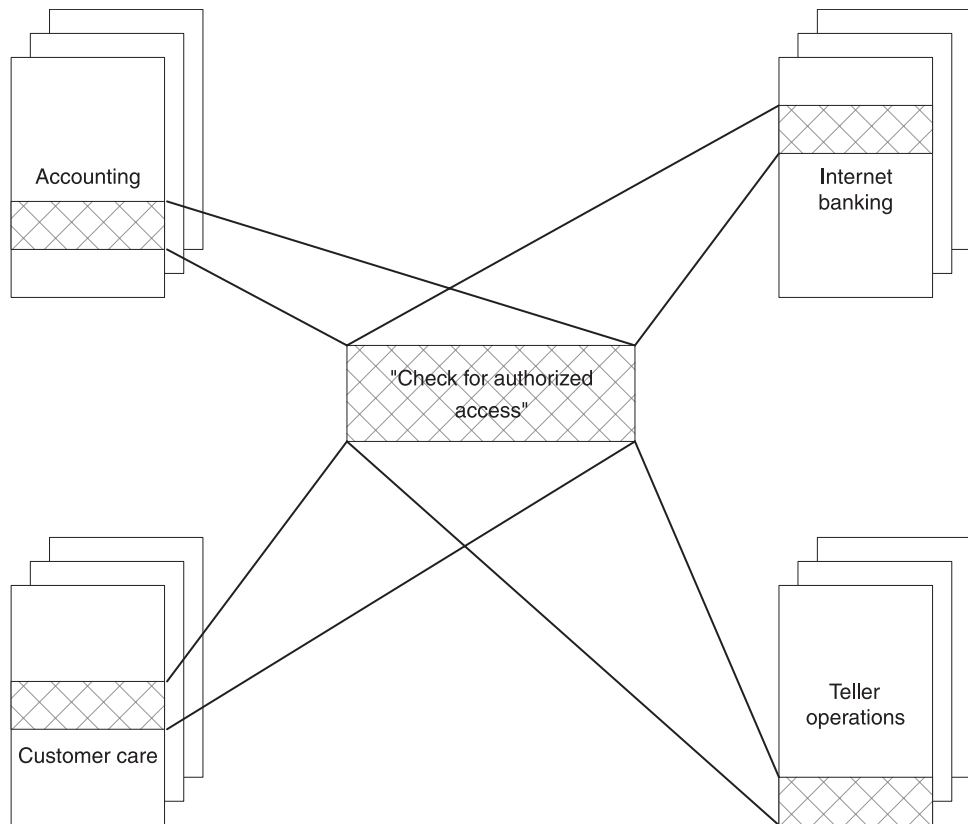 Accounting
Internet
banking
"Check for authorized
access"
Customer care
Teller
operations